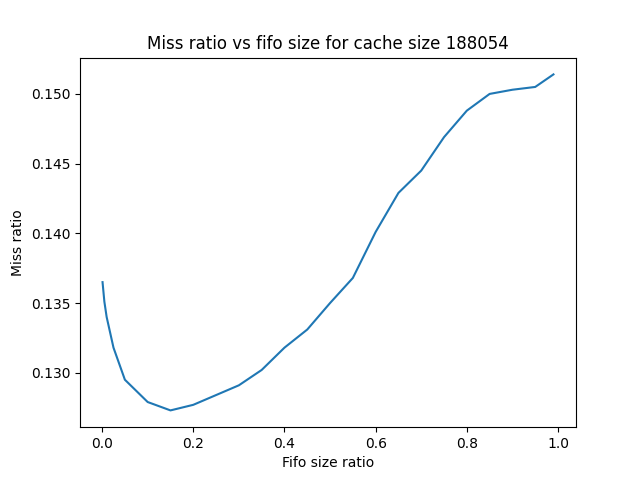 Miss ratio vs fifo size for cache size 188054
0.150
0.145
0.140
0.135
0.130
Miss ratio
0.0 0.2 0.4 0.6 0.8 1.0
Fifo size ratio